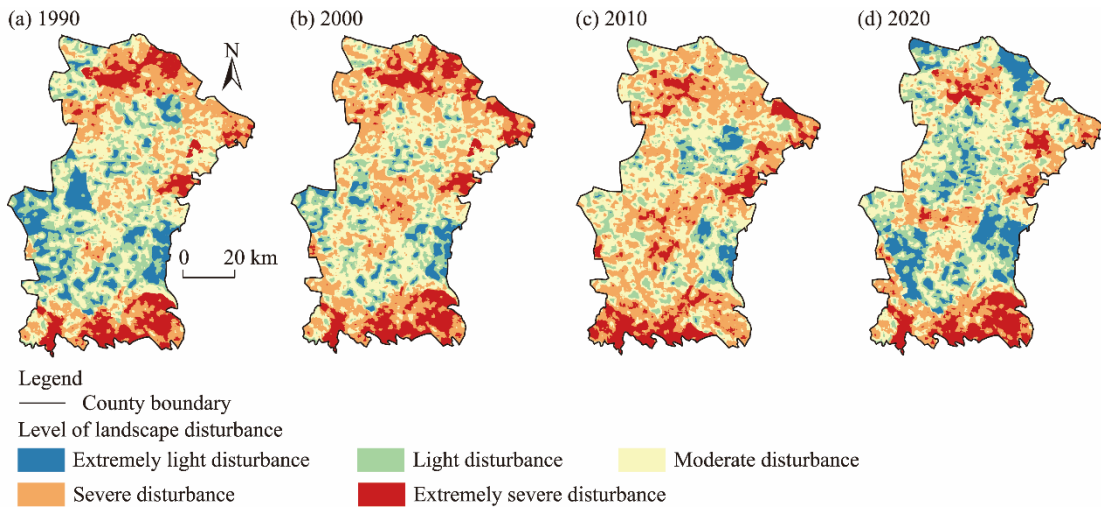 (a) 1990
(b) 2000
(c) 2010
(d) 2020
N
0 20 km
Legend
County boundary
Level of landscape disturbance
Extremely light disturbance
Light disturbance
Moderate disturbance
Severe disturbance
Extremely severe disturbance